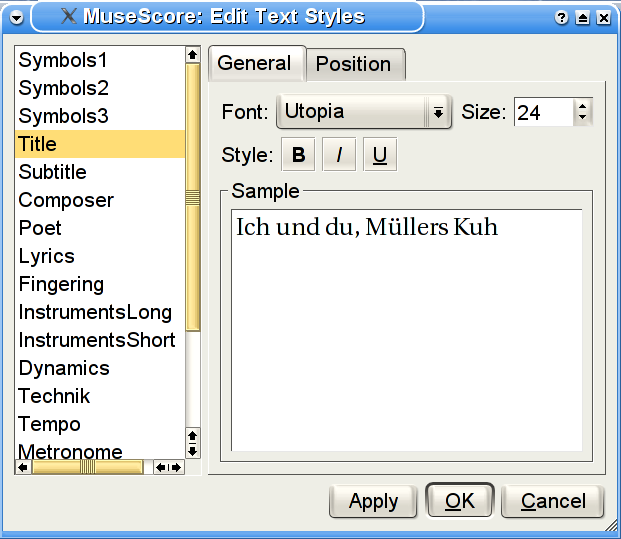 MuseScore: Edit Text Styles
Symbols1
Symbols2
Symbols3
Title
Subtitle
Composer
Poet
Lyrics
Fingering
InstrumentsLong
InstrumentsShort
Dynamics
Technik
Tempo
Metronome
General Position
Font: Utopia Size: 24
Style: B I U
Sample
Ich und du, Müllers Kuh
Apply OK Cancel